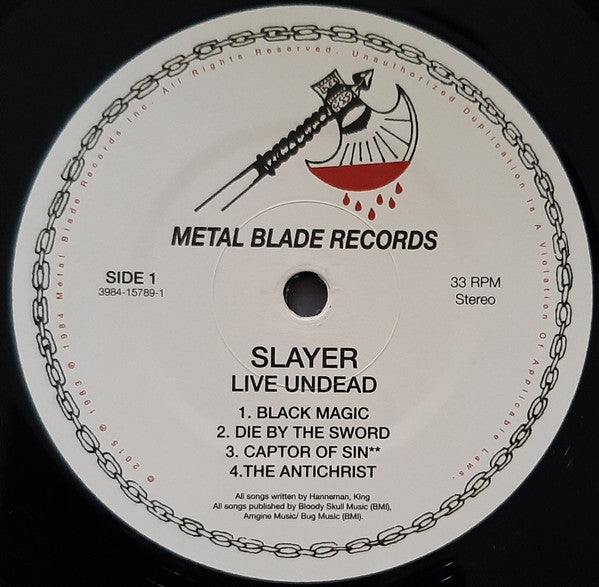 METAL BLADE RECORDS
SIDE 1
3984-15789-1
33 RPM
Stereo
SLAYER
LIVE UNDEAD
1. BLACK MAGIC
2. DIE BY THE SWORD
3. CAPTOR OF SIN**
4.THE ANTICHRIST
All songs written by Hanneman, King
All songs published by Bloody Skull Music (BMI),
Amgine Music/ Bug Music (BMI).
© 2015 ℗ 1983 ℗ 1984 Metal Blade Records Inc. All Rights Reserved. Unauthorized Duplication Is A Violation Of Applicable Laws.